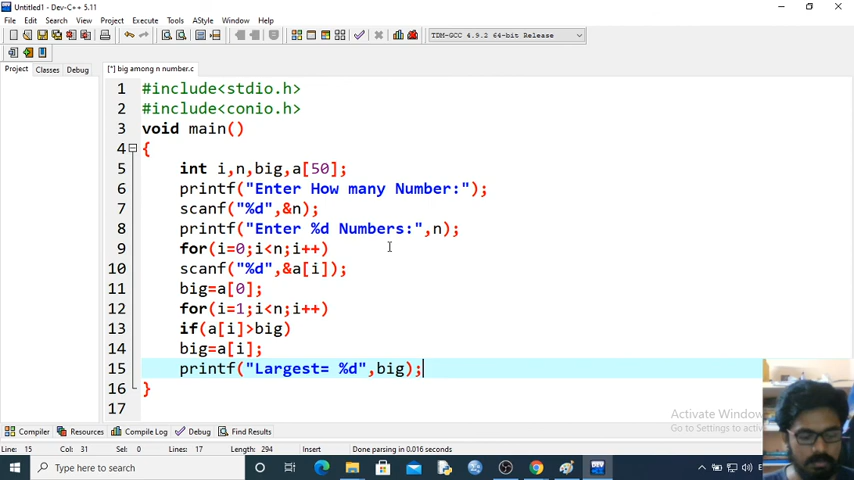 Untitled1 - Dev-C++ 5.11
File Edit Search View Project Execute Tools AStyle Window Help
TDM-GCC 4.9.2 64-bit Release
Project Classes Debug
[*] big among n number.c
1 #include<stdio.h>
2 #include<conio.h>
3 void main()
4 {
5 int i,n,big,a[50];
6 printf("Enter How many Number:");
7 scanf("%d",&n);
8 printf("Enter %d Numbers:",n);
9 for(i=0;i<n;i++)
10 scanf("%d",&a[i]);
11 big=a[0];
12 for(i=1;i<n;i++)
13 if(a[i]>big)
14 big=a[i];
15 printf("Largest= %d",big);
16 }
17
Activate Window
Go to Settings to activ
Compiler Resources Compile Log Debug Find Results
Line: 15 Col: 31 Sel: 0 Lines: 17 Length: 294 Insert Done parsing in 0.016 seconds
Type here to search